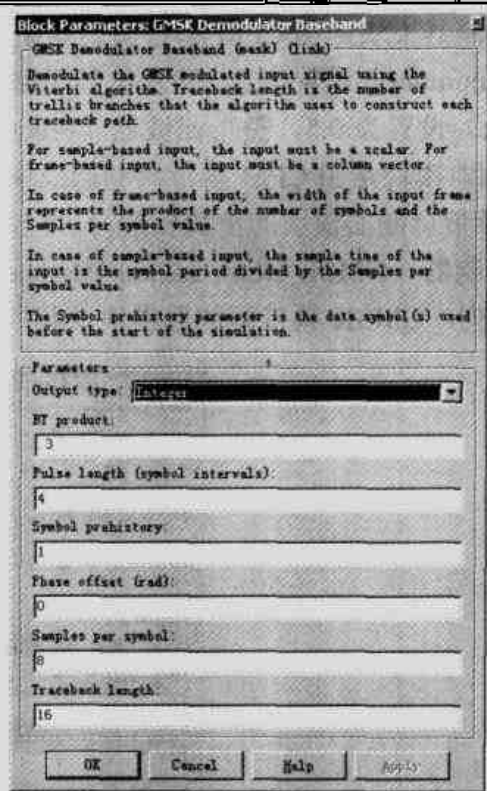 Block Parameters: GMSK Demodulator Baseband
GMSK Demodulator Baseband (mask) (link)
Demodulate the GMSK modulated input signal using the
Viterbi algorithm. Traceback length is the number of
trellis branches that the algorithm uses to construct each
traceback path.
For sample-based input, the input must be a scalar. For
frame-based input, the input must be a column vector.
In case of frame-based input, the width of the input frame
represents the product of the number of symbols and the
Samples per symbol value.
In case of sample-based input, the sample time of the
input is the symbol period divided by the Samples per
symbol value.
The Symbol prehistory parameter is the data symbol(s) used
before the start of the simulation.
Parameters
Output type: Integer
BT product:
3
Pulse length (symbol intervals):
4
Symbol prehistory:
1
Phase offset (rad):
0
Samples per symbol:
8
Traceback length:
16
OK Cancel Help Apply